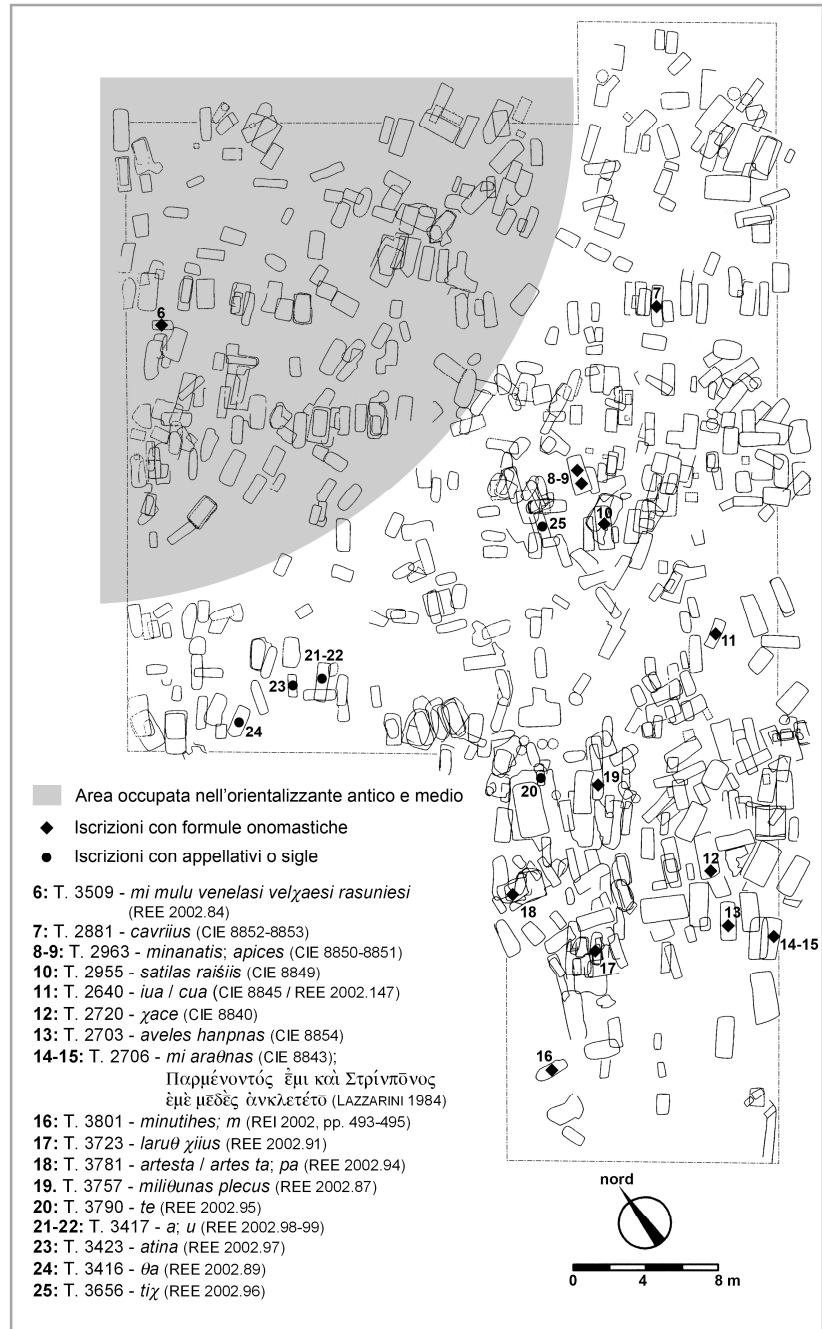 6
7
8-9
10
25
11
21-22
23
24
20
19
12
18
13
14-15
17
16
Area occupata nell'orientalizzante antico e medio
Iscrizioni con formule onomastiche
Iscrizioni con appellativi o sigle
6: T. 3509 - mi mulu venelasi velχaesi rasuniesi
(REE 2002.84)
7: T. 2881 - cavriius (CIE 8852-8853)
8-9: T. 2963 - minanatis; apices (CIE 8850-8851)
10: T. 2955 - satilas raiśiis (CIE 8849)
11: T. 2640 - iua / cua (CIE 8845 / REE 2002.147)
12: T. 2720 - χace (CIE 8840)
13: T. 2703 - aveles hanpnas (CIE 8854)
14-15: T. 2706 - mi araθnas (CIE 8843);
Παρμένοντός ε̄̓μι καὶ Στρίνπο̄νος
ἐμὲ με̄δὲς ἀνκλετέτο̄ (LAZZARINI 1984)
16: T. 3801 - minutihes; m (REI 2002, pp. 493-495)
17: T. 3723 - laruθ χiius (REE 2002.91)
18: T. 3781 - artesta / artes ta; pa (REE 2002.94)
19. T. 3757 - miliθunas plecus (REE 2002.87)
20: T. 3790 - te (REE 2002.95)
21-22: T. 3417 - a; u (REE 2002.98-99)
23: T. 3423 - atina (REE 2002.97)
24: T. 3416 - θa (REE 2002.89)
25: T. 3656 - tiχ (REE 2002.96)
nord
0 4 8 m